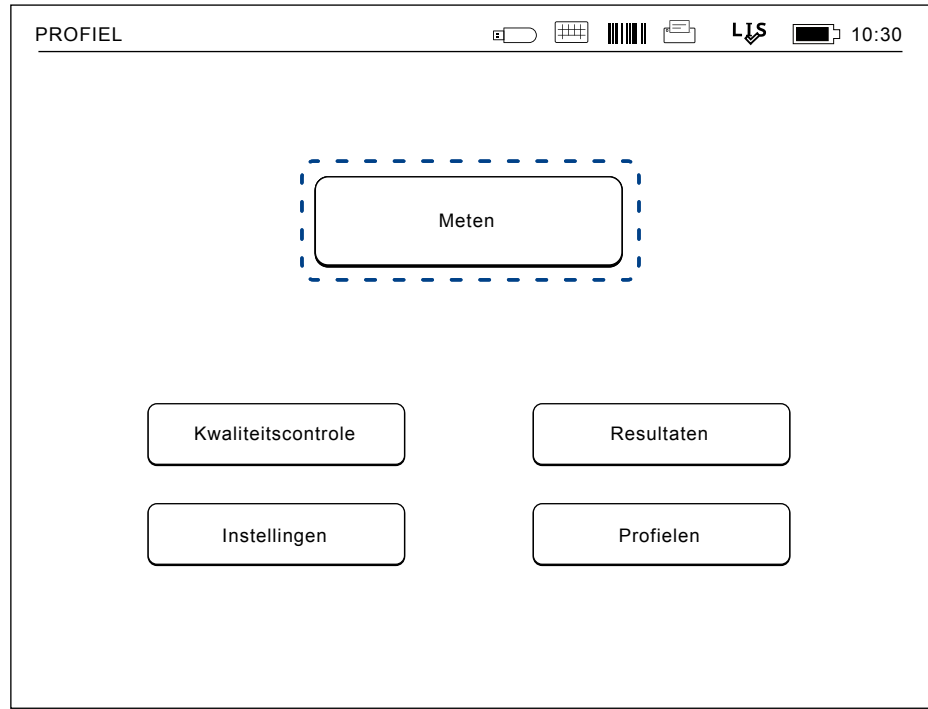 PROFIEL LIS 10:30
Meten
Kwaliteitscontrole Resultaten
Instellingen Profielen